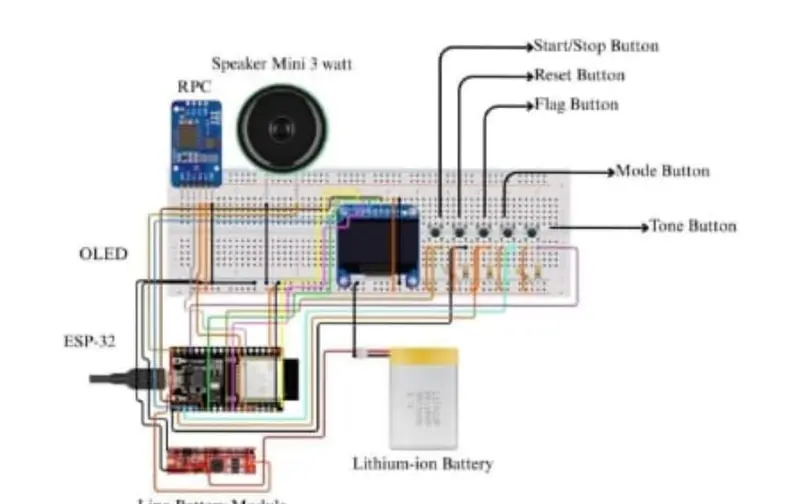 Start/Stop Button
Speaker Mini 3 watt
Reset Button
RPC
Flag Button
Mode Button
Tone Button
OLED
ESP-32
Lithium-ion Battery